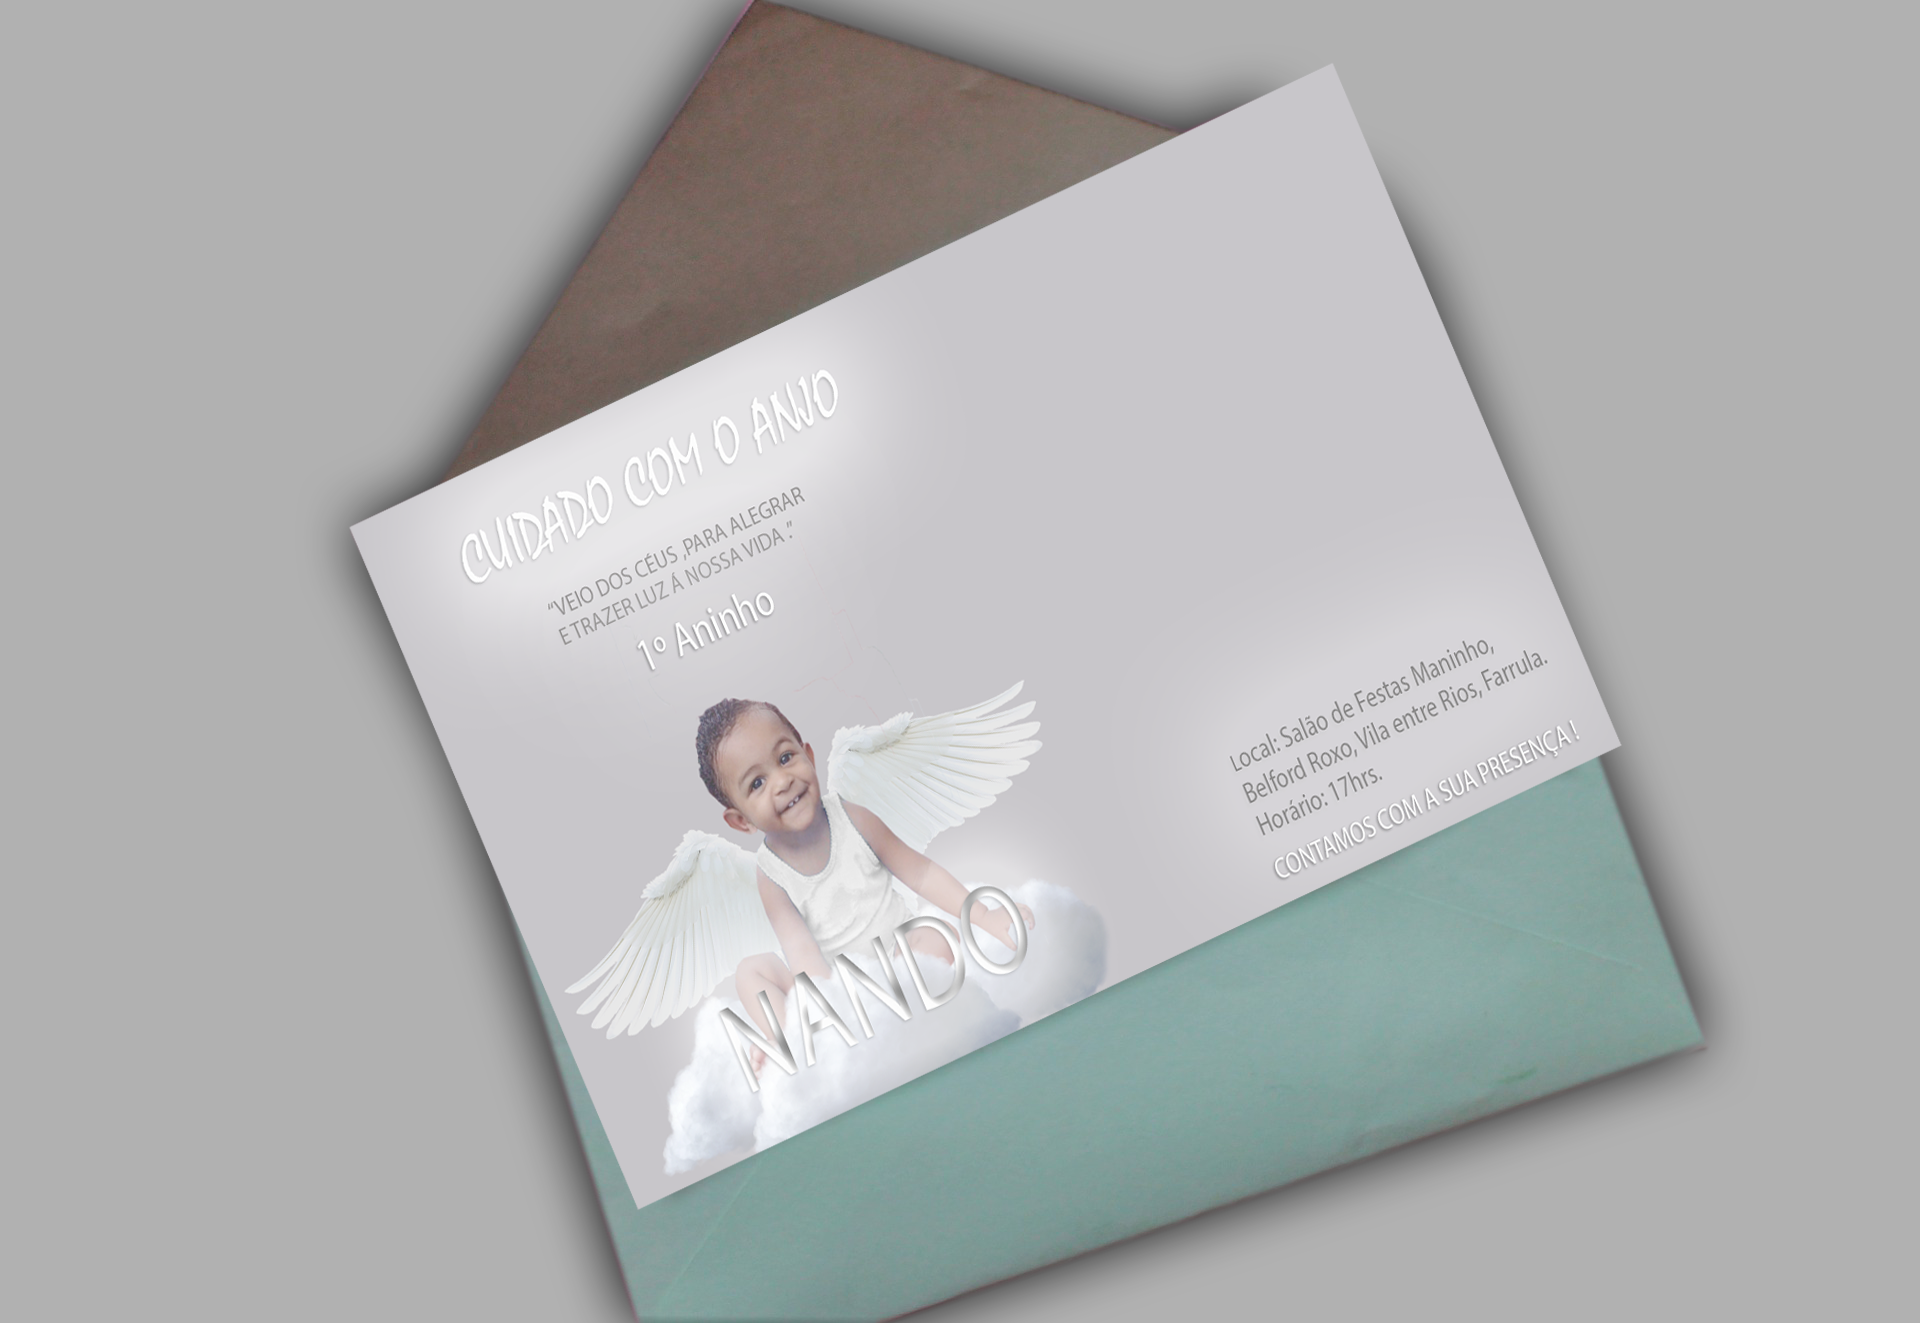 CUIDADO COM O ANJO
“VEIO DOS CÉUS ,PARA ALEGRAR
E TRAZER LUZ Á NOSSA VIDA .”
1º Aninho
NANDO
Local: Salão de Festas Maninho,
Belford Roxo, Vila entre Rios, Farrula.
Horário: 17hrs.
CONTAMOS COM A SUA PRESENÇA !